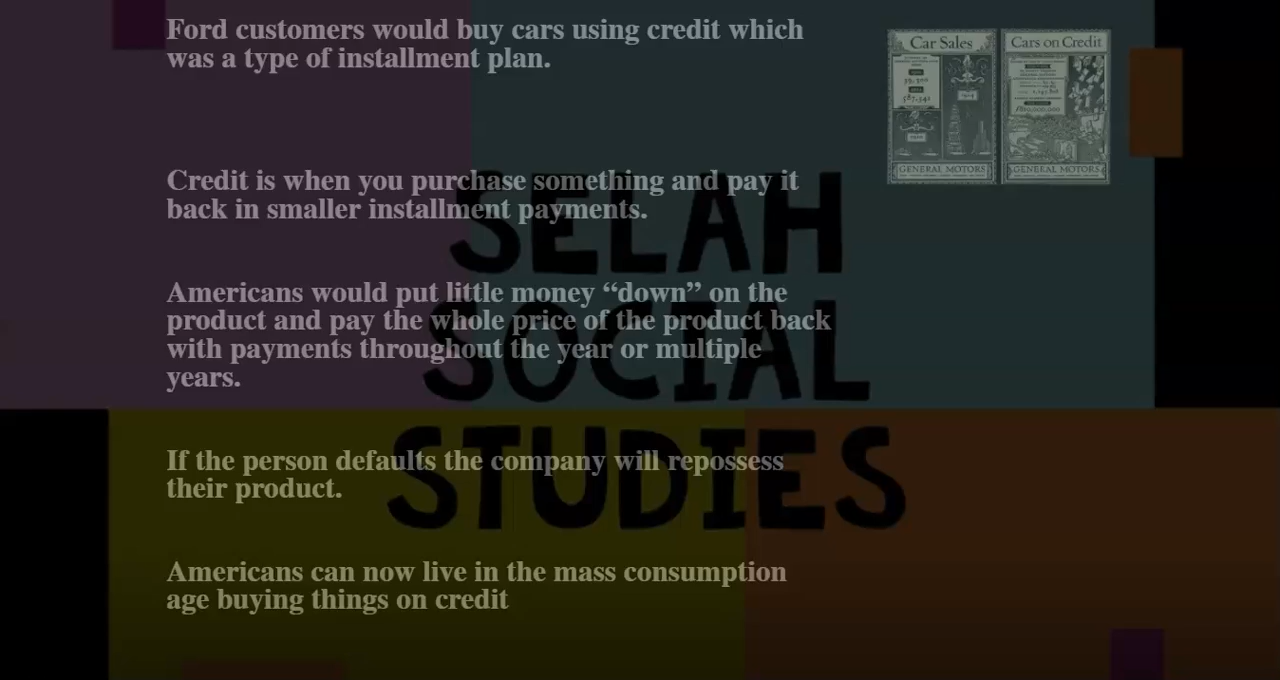 Ford customers would buy cars using credit which
was a type of installment plan.
Car Sales
Cars on Credit
GENERAL MOTORS
GENERAL MOTORS
Credit is when you purchase something and pay it
back in smaller installment payments.
Americans would put little money “down” on the
product and pay the whole price of the product back
with payments throughout the year or multiple
years.
If the person defaults the company will repossess
their product.
Americans can now live in the mass consumption
age buying things on credit
SELAH
SOCIAL
STUDIES